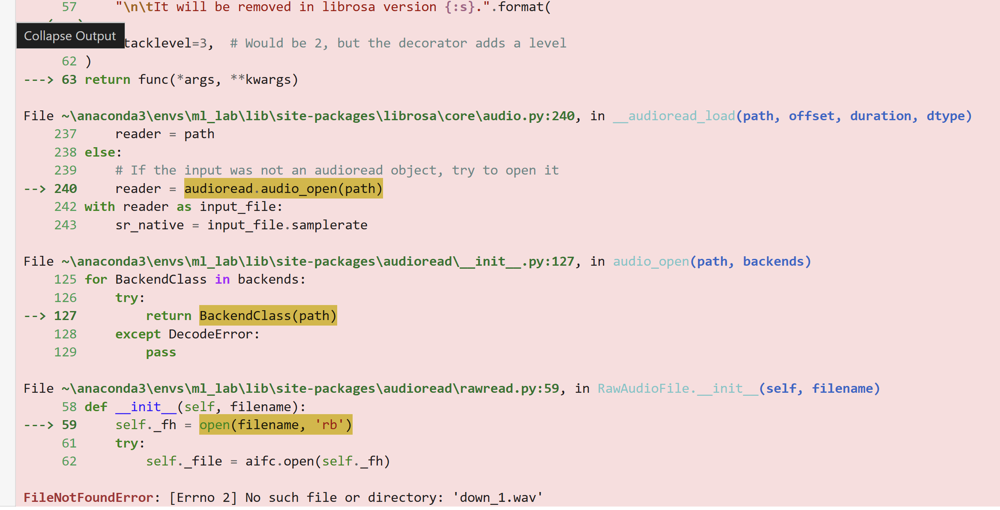 57     "\n\tIt will be removed in librosa version {:s}.".format(
Collapse Output
tacklevel=3,  # Would be 2, but the decorator adds a level
62 )
---> 63 return func(*args, **kwargs)
File ~\anaconda3\envs\ml_lab\lib\site-packages\librosa\core\audio.py:240, in __audioread_load(path, offset, duration, dtype)
237     reader = path
238 else:
239     # If the input was not an audioread object, try to open it
--> 240     reader = audioread.audio_open(path)
242 with reader as input_file:
243     sr_native = input_file.samplerate
File ~\anaconda3\envs\ml_lab\lib\site-packages\audioread\__init__.py:127, in audio_open(path, backends)
125 for BackendClass in backends:
126     try:
--> 127         return BackendClass(path)
128     except DecodeError:
129         pass
File ~\anaconda3\envs\ml_lab\lib\site-packages\audioread\rawread.py:59, in RawAudioFile.__init__(self, filename)
58 def __init__(self, filename):
---> 59     self._fh = open(filename, 'rb')
61     try:
62         self._file = aifc.open(self._fh)
FileNotFoundError: [Errno 2] No such file or directory: 'down_1.wav'